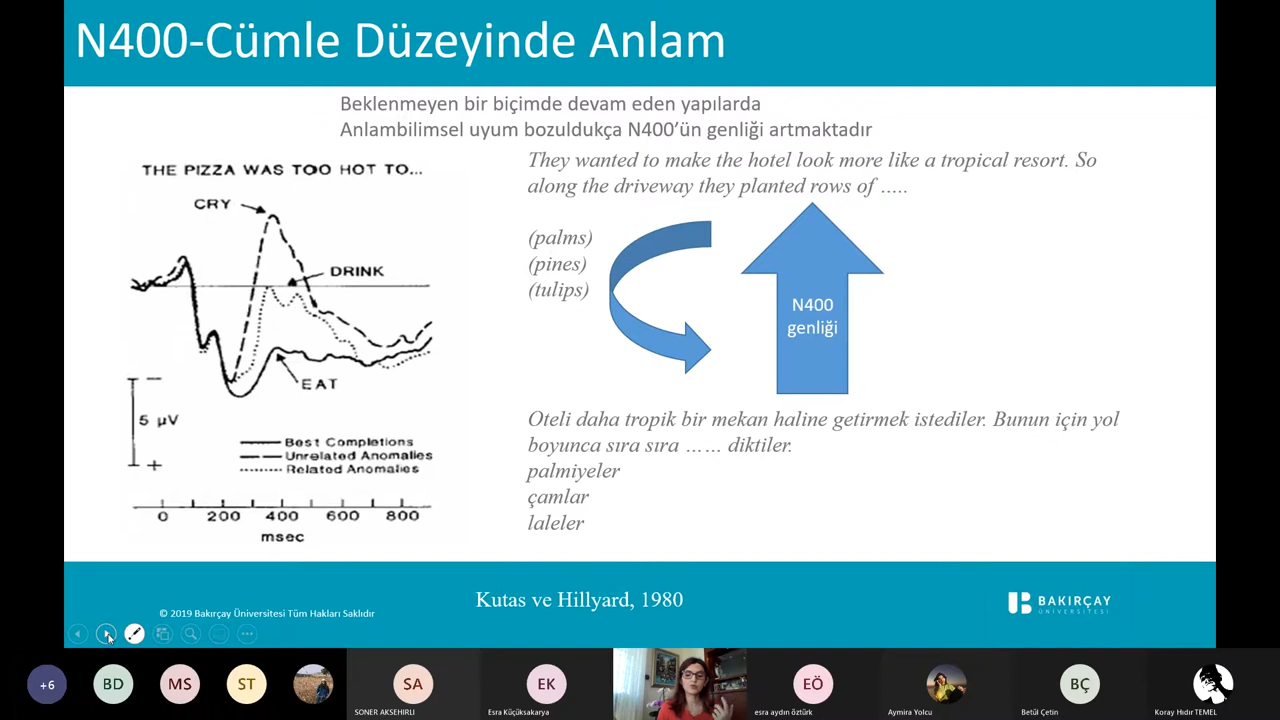 N400-Cümle Düzeyinde Anlam
Beklenmeyen bir biçimde devam eden yapılarda
Anlambilimsel uyum bozuldukça N400'ün genliği artmaktadır
THE PIZZA WAS TOO HOT TO...
CRY
DRINK
EAT
5 µV
Best Completions
Unrelated Anomalies
Related Anomalies
0 200 400 600 800
msec
They wanted to make the hotel look more like a tropical resort. So
along the driveway they planted rows of .....
(palms)
(pines)
(tulips)
N400
genliği
Oteli daha tropik bir mekan haline getirmek istediler. Bunun için yol
boyunca sıra sıra …… diktiler.
palmiyeler
çamlar
laleler
© 2019 Bakırçay Üniversitesi Tüm Hakları Saklıdır
Kutas ve Hillyard, 1980
BAKIRÇAY
ÜNİVERSİTESİ
+6
BD
MS
ST
SA
SONER AKSEHIRLI
EK
Esra Küçüksakarya
EÖ
esra aydın öztürk
Aymira Yolcu
BÇ
Betül Çetin
Koray Hıdır TEMEL